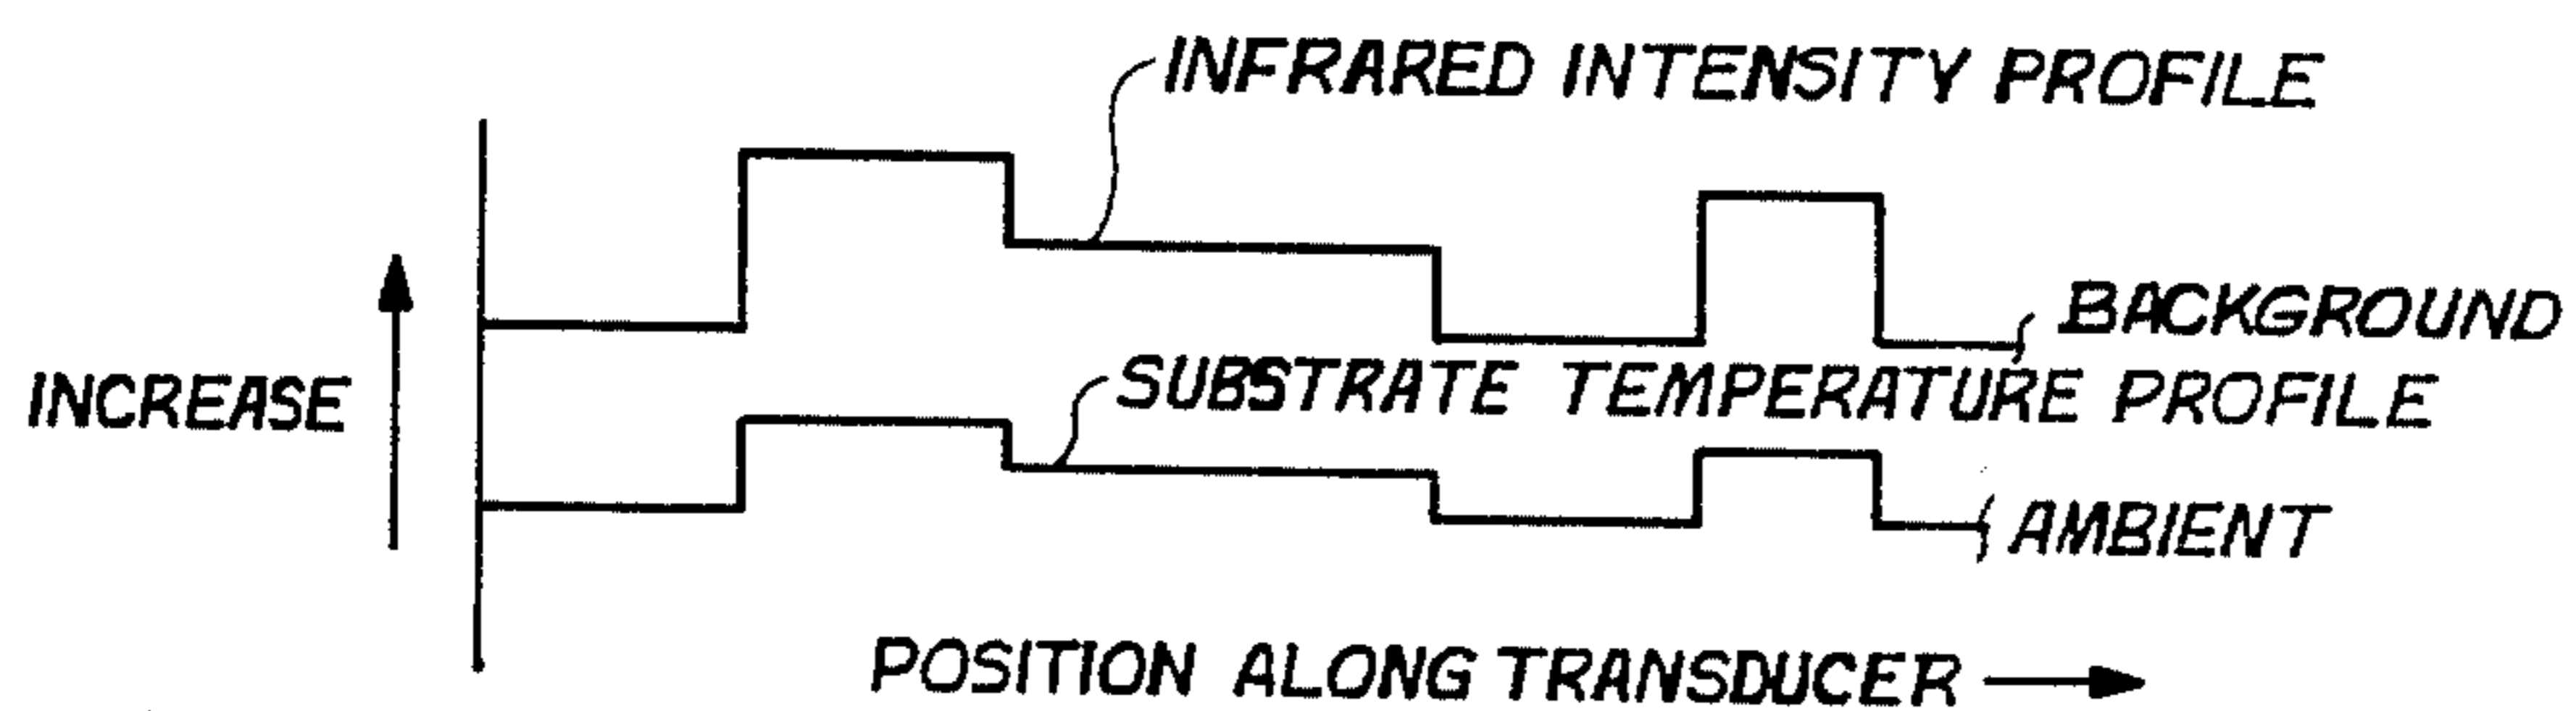 INFRARED INTENSITY PROFILE
BACKGROUND
INCREASE
SUBSTRATE TEMPERATURE PROFILE
AMBIENT
POSITION ALONG TRANSDUCER